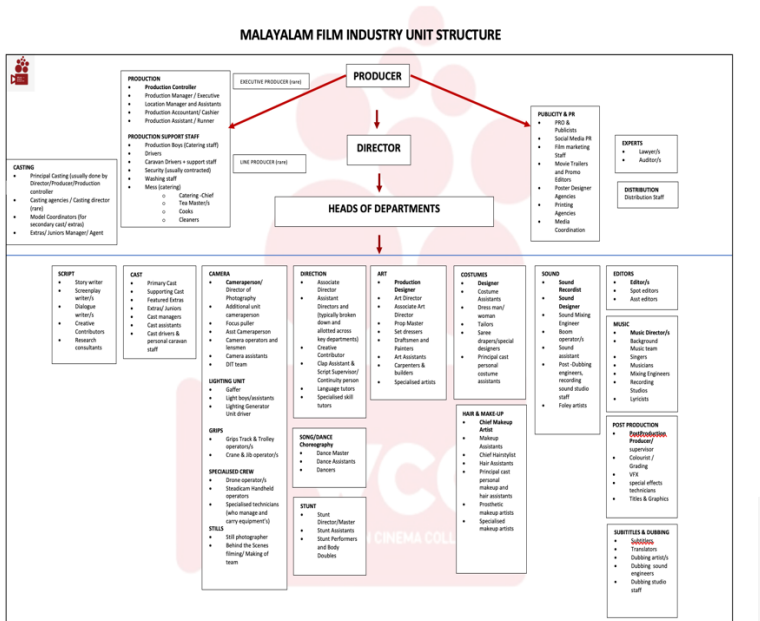 MALAYALAM FILM INDUSTRY UNIT STRUCTURE
PRODUCER
EXECUTIVE PRODUCER (rare)
PRODUCTION
Production Controller
Production Manager / Executive
Location Manager and Assistants
Production Accountant/ Cashier
Production Assistant / Runner
PRODUCTION SUPPORT STAFF
Production Boys (Catering staff)
Drivers
Caravan Drivers + support staff
Security (usually contracted)
Washing staff
Mess (catering)
Catering -Chief
Tea Master/s
Cooks
Cleaners
DIRECTOR
LINE PRODUCER (rare)
HEADS OF DEPARTMENTS
PUBLICITY & PR
PRO &
Publicists
Social Media PR
Film marketing
Staff
Movie Trailers
and Promo
Editors
Poster Designer
Agencies
Printing
Agencies
Media
Coordination
EXPERTS
Lawyer/s
Auditor/s
DISTRIBUTION
Distribution Staff
CASTING
Principal Casting (usually done by
Director/Producer/Production
controller
Casting agencies / Casting director
(rare)
Model Coordinators (for
secondary cast/ extras)
Extras/ Juniors Manager/ Agent
SCRIPT
Story writer
Screenplay
writer/s
Dialogue
writer/s
Creative
Contributors
Research
consultants
CAST
Primary Cast
Supporting Cast
Featured Extras
Extras/ Juniors
Cast managers
Cast assistants
Cast drivers &
personal caravan
staff
CAMERA
Cameraperson/
Director of
Photography
Additional unit
cameraperson
Focus puller
Asst Cameraperson
Camera operators and
lensmen
Camera assistants
DIT team
LIGHTING UNIT
Gaffer
Light boys/assistants
Lighting Generator
Unit driver
GRIPS
Grips Track & Trolley
operator/s
Crane & Jib operator/s
SPECIALISED CREW
Drone operator/s
Steadicam Handheld
operators
Specialised technicians
(who manage and
carry equipment's)
STILLS
Still photographer
Behind the Scenes
filming/ Making of
team
DIRECTION
Associate
Director
Assistant
Directors and
(typically broken
down and
allotted across
key departments)
Creative
Contributor
Clap Assistant &
Script Supervisor/
Continuity person
Language tutors
Specialised skill
tutors
SONG/DANCE
Choreography
Dance Master
Dance Assistants
Dancers
STUNT
Stunt
Director/Master
Stunt Assistants
Stunt Performers
and Body
Doubles
ART
Production
Designer
Art Director
Associate Art
Director
Prop Master
Set dressers
Draftsmen and
Painters
Art Assistants
Carpenters &
builders
Specialised artists
COSTUMES
Designer
Costume
Assistants
Dress man/
woman
Tailors
Saree
drapers/special
designers
Principal cast
personal
costume
assistants
HAIR & MAKE-UP
Chief Makeup
Artist
Makeup
Assistants
Chief Hairstylist
Hair Assistants
Principal cast
personal
makeup and
hair assistants
Prosthetic
makeup artists
Specialised
makeup artists
SOUND
Sound
Recordist
Sound
Designer
Sound Mixing
Engineer
Boom
operator/s
Sound
assistant
Post -Dubbing
engineers,
recording
sound studio
staff
Foley artists
EDITORS
Editor/s
Spot editors
Asst editors
MUSIC
Music Director/s
Background
Music team
Singers
Musicians
Mixing Engineers
Recording
Studios
Lyricists
POST PRODUCTION
PostProduction
Producer/
supervisor
Colourist /
Grading
VFX
special effects
technicians
Titles & Graphics
SUBTITLES & DUBBING
Subtitlers
Translators
Dubbing artist/s
Dubbing sound
engineers
Dubbing studio
staff
CINEMA COLL